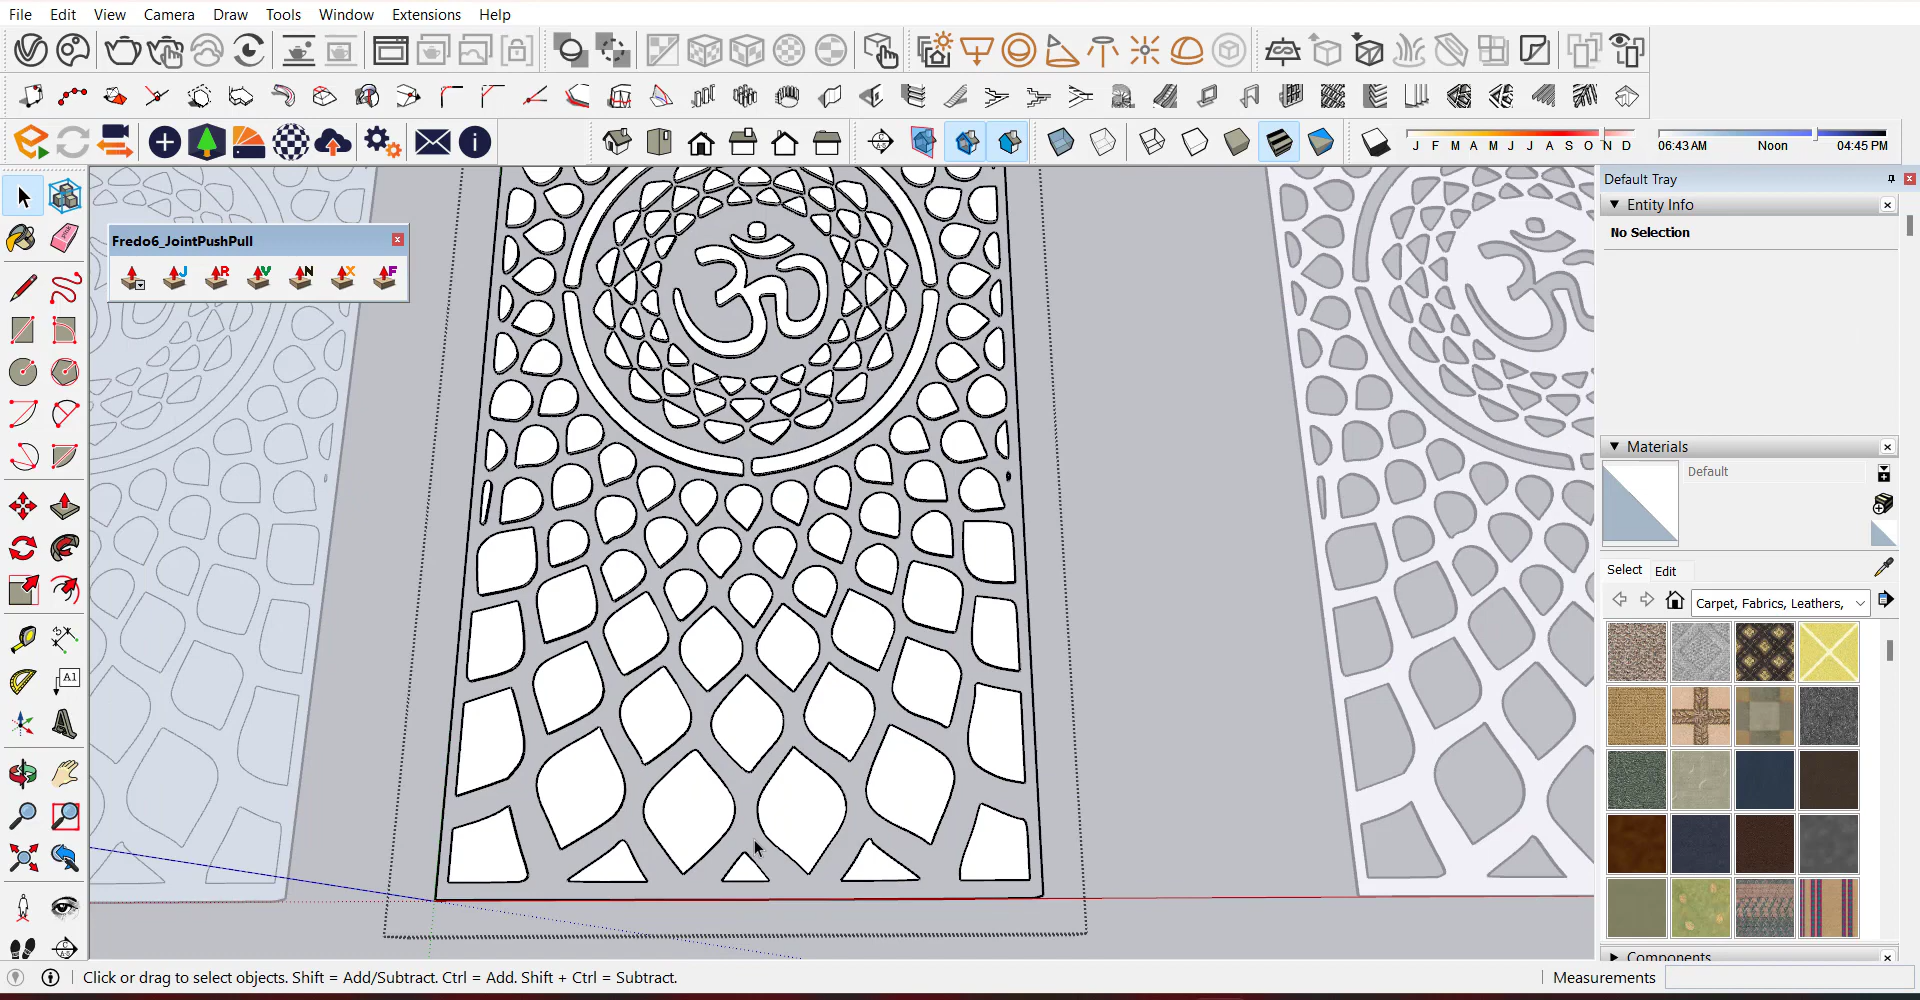 File Edit View Camera Draw Tools Window Extensions Help
J F M A M J J A S O N D 06:43 AM Noon 04:45 PM
Default Tray
Entity Info
No Selection
Fredo6_JointPushPull
J R V N X F
ॐ
Materials
Default
Select Edit
Carpet, Fabrics, Leathers,
A1
Components
Click or drag to select objects. Shift = Add/Subtract. Ctrl = Add. Shift + Ctrl = Subtract.
Measurements